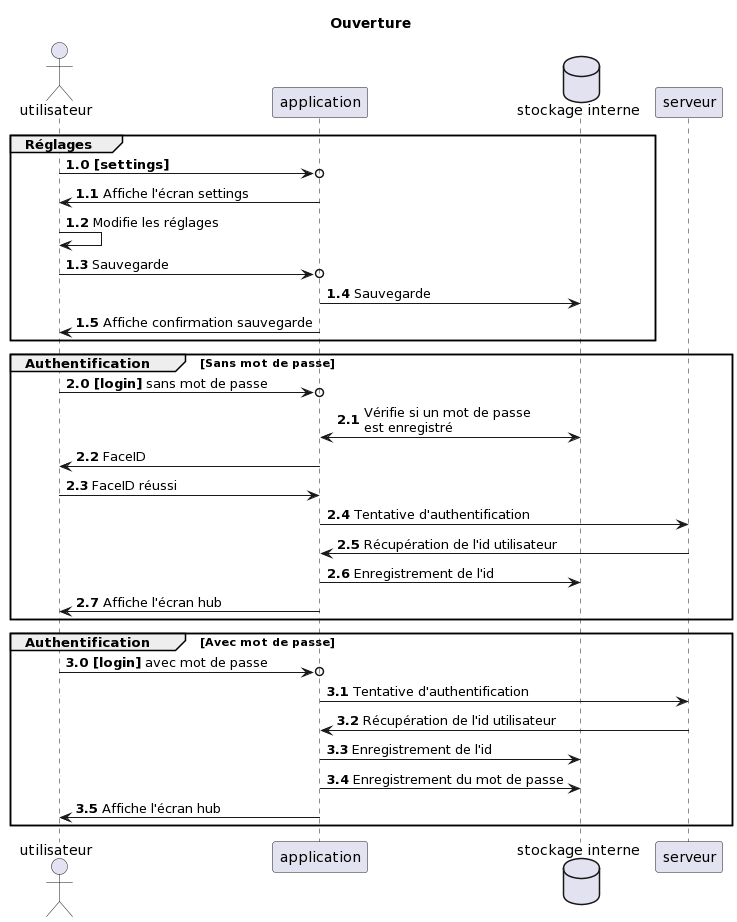 Ouverture
utilisateur
application
stockage interne
serveur
Réglages
1.0 [settings]
1.1 Affiche l'écran settings
1.2 Modifie les réglages
1.3 Sauvegarde
1.4 Sauvegarde
1.5 Affiche confirmation sauvegarde
Authentification [Sans mot de passe]
2.0 [login] sans mot de passe
2.1 Vérifie si un mot de passe
est enregistré
2.2 FaceID
2.3 FaceID réussi
2.4 Tentative d'authentification
2.5 Récupération de l'id utilisateur
2.6 Enregistrement de l'id
2.7 Affiche l'écran hub
Authentification [Avec mot de passe]
3.0 [login] avec mot de passe
3.1 Tentative d'authentification
3.2 Récupération de l'id utilisateur
3.3 Enregistrement de l'id
3.4 Enregistrement du mot de passe
3.5 Affiche l'écran hub
utilisateur
application
stockage interne
serveur